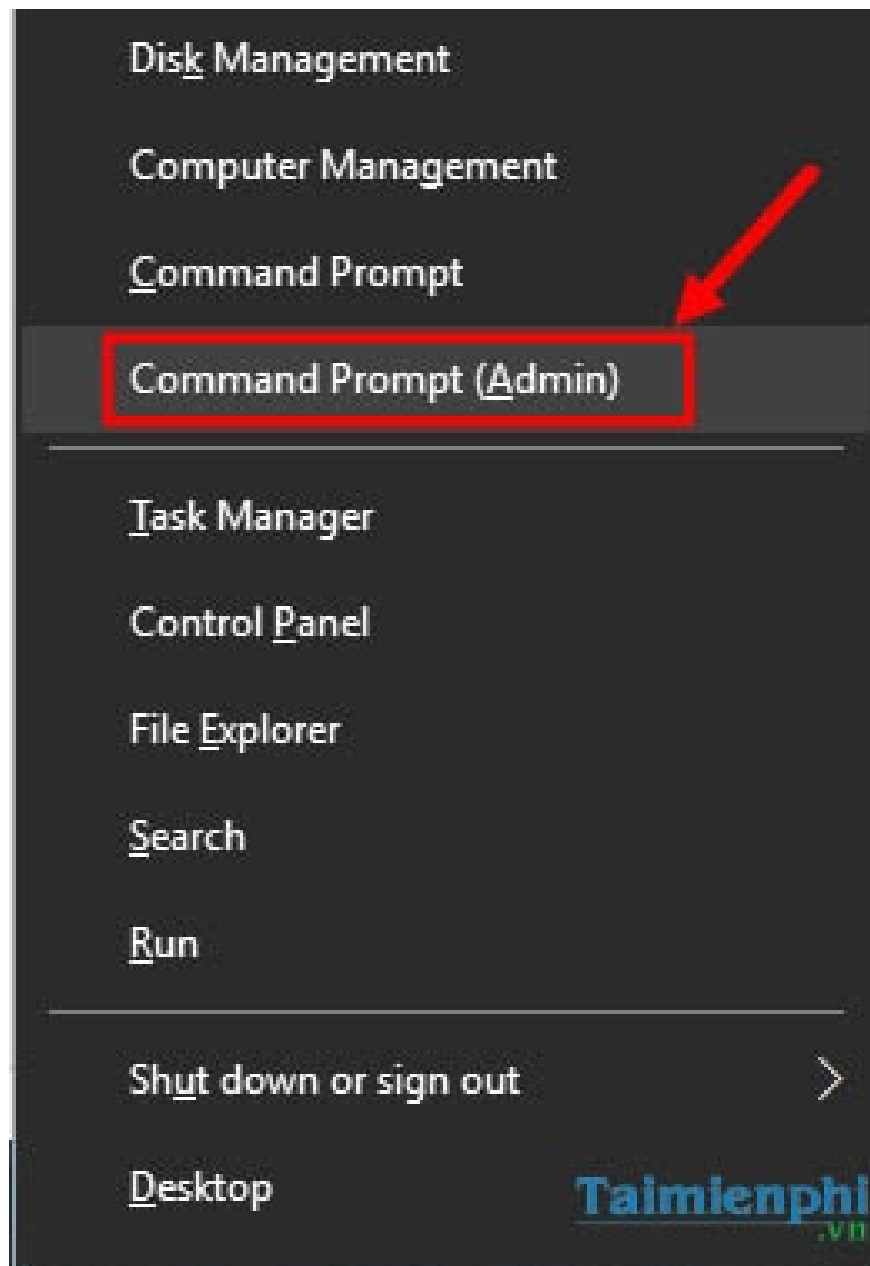 Disk Management
Computer Management
Command Prompt
Command Prompt (Admin)
Task Manager
Control Panel
File Explorer
Search
Run
Shut down or sign out
Desktop
Taimienphi
.vn